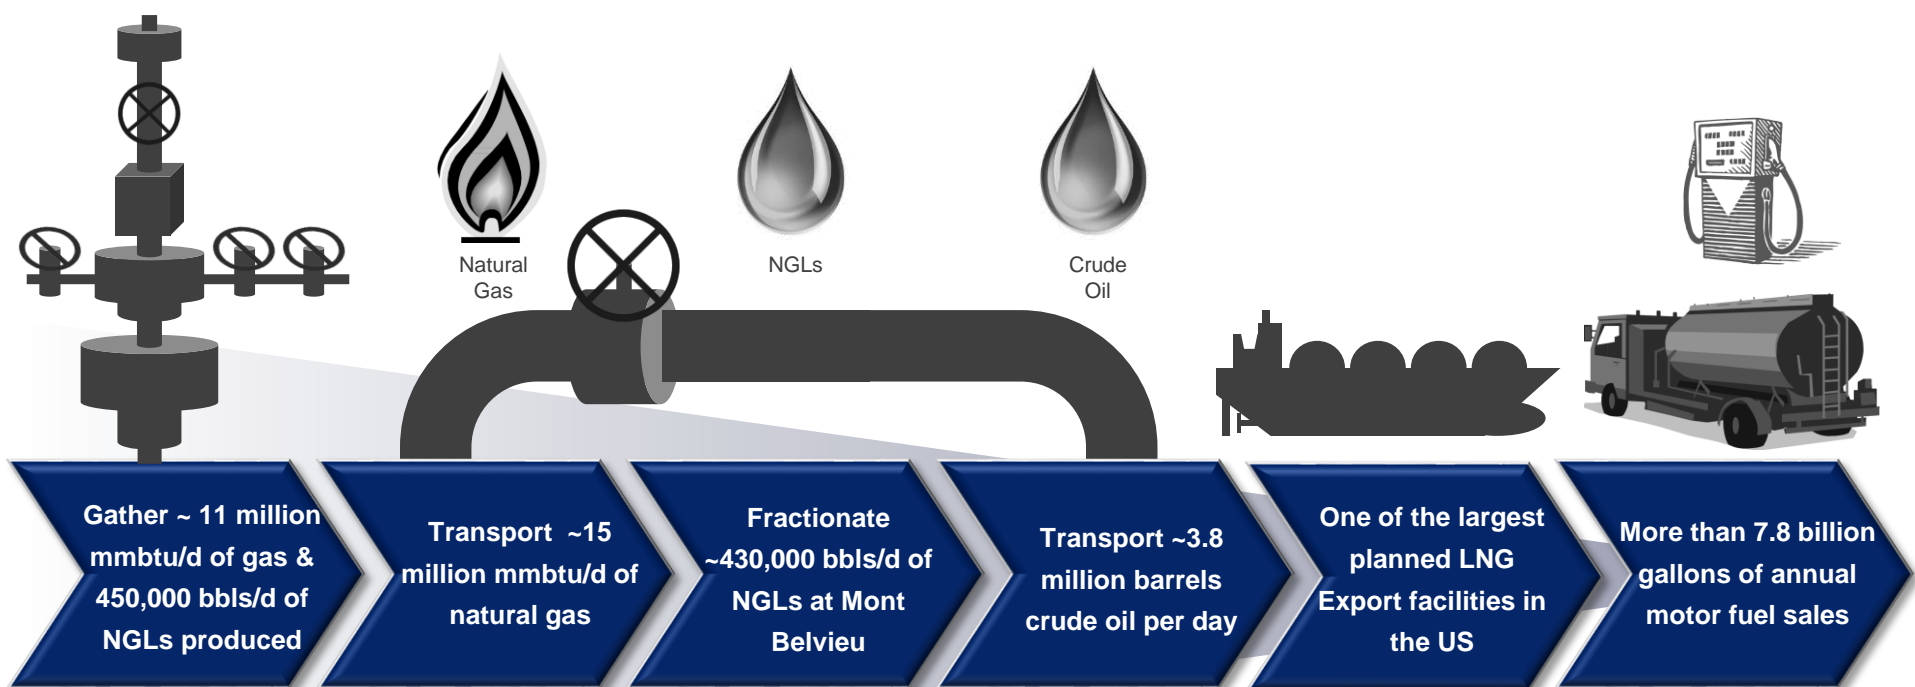 Natural
Gas
NGLs
Crude
Oil
Gather ~ 11 million
mmbtu/d of gas &
450,000 bbls/d of
NGLs produced
Transport ~15
million mmbtu/d of
natural gas
Fractionate
~430,000 bbls/d of
NGLs at Mont
Belvieu
Transport ~3.8
million barrels
crude oil per day
One of the largest
planned LNG
Export facilities in
the US
More than 7.8 billion
gallons of annual
motor fuel sales